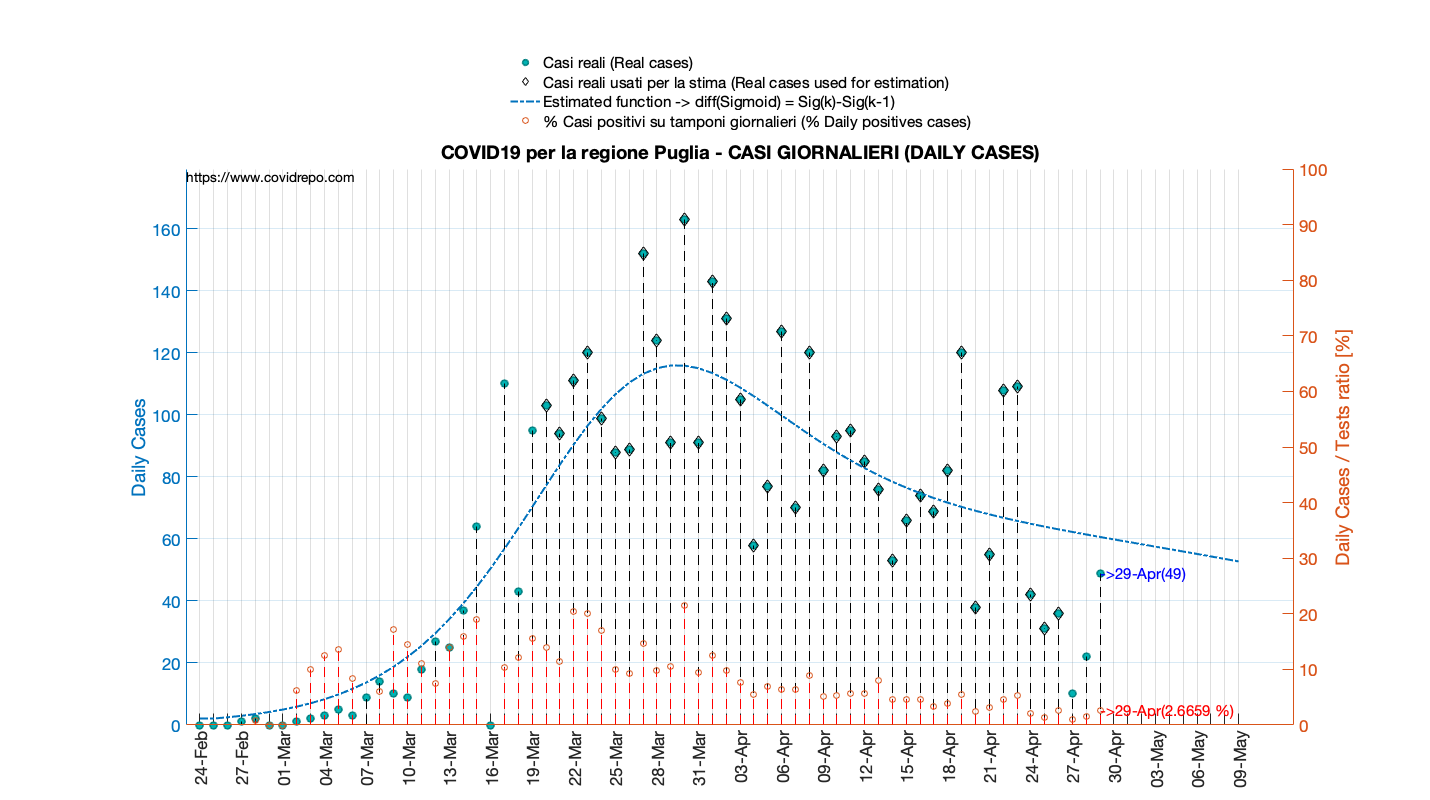 Casi reali (Real cases)
Casi reali usati per la stima (Real cases used for estimation)
Estimated function -> diff(Sigmoid) = Sig(k)-Sig(k-1)
% Casi positivi su tamponi giornalieri (% Daily positives cases)
COVID19 per la regione Puglia - CASI GIORNALIERI (DAILY CASES)
https://www.covidrepo.com
Daily Cases
160
140
120
100
80
60
40
20
0
100
90
80
70
60
50
40
30
20
10
0
Daily Cases / Tests ratio [%]
->29-Apr(49)
->29-Apr(2.6659 %)
24-Feb
27-Feb
01-Mar
04-Mar
07-Mar
10-Mar
13-Mar
16-Mar
19-Mar
22-Mar
25-Mar
28-Mar
31-Mar
03-Apr
06-Apr
09-Apr
12-Apr
15-Apr
18-Apr
21-Apr
24-Apr
27-Apr
30-Apr
03-May
06-May
09-May